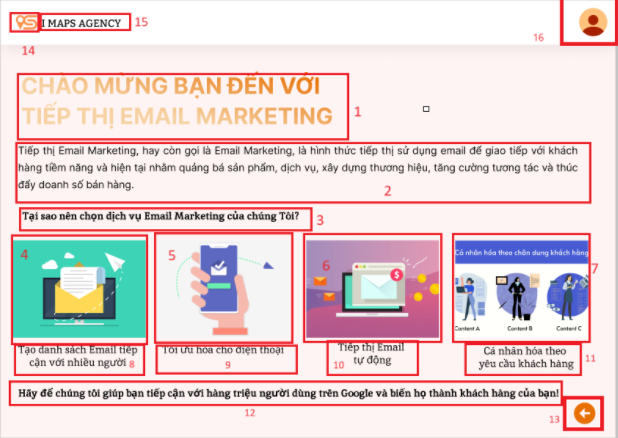 I MAPS AGENCY 15
16
14
CHÀO MỪNG BẠN ĐẾN VỚI
TIẾP THỊ EMAIL MARKETING
1
Tiếp thị Email Marketing, hay còn gọi là Email Marketing, là hình thức tiếp thị sử dụng email để giao tiếp với khách
hàng tiềm năng và hiện tại nhằm quảng bá sản phẩm, dịch vụ, xây dựng thương hiệu, tăng cường tương tác và thúc
đẩy doanh số bán hàng.
2
Tại sao nên chọn dịch vụ Email Marketing của chúng Tôi? 3
4
5
6
$
Cá nhân hóa theo chân dung khách hàng
7
Content A Content B Content C
Tạo danh sách Email tiếp
cận với nhiều người 8
Tối ưu hóa cho điện thoại
9
Tiếp thị Email
10 tự động
Cá nhân hóa theo
yêu cầu khách hàng 11
Hãy để chúng tôi giúp bạn tiếp cận với hàng triệu người dùng trên Google và biến họ thành khách hàng của bạn!
12
13